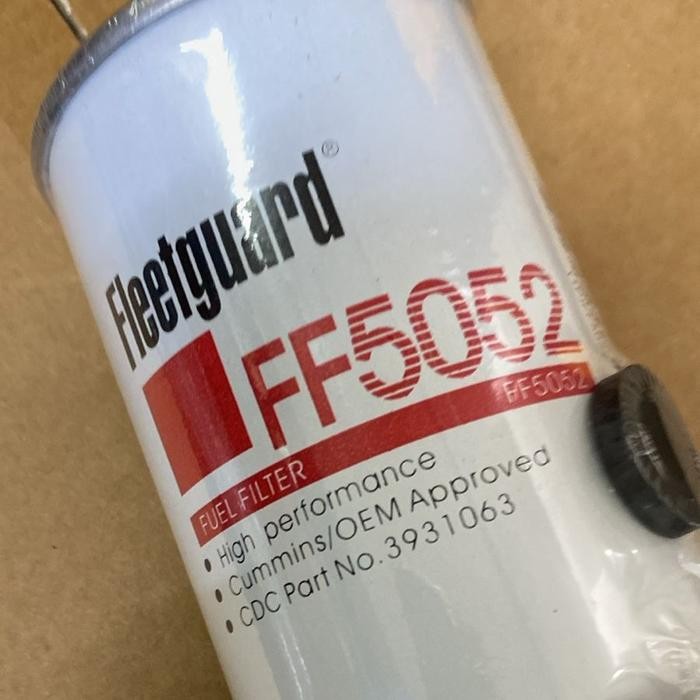 Fleetguard®
FF5052
FF5052
FUEL FILTER
• High performance
• Cummins/OEM Approved
• CDC Part No. 3931063